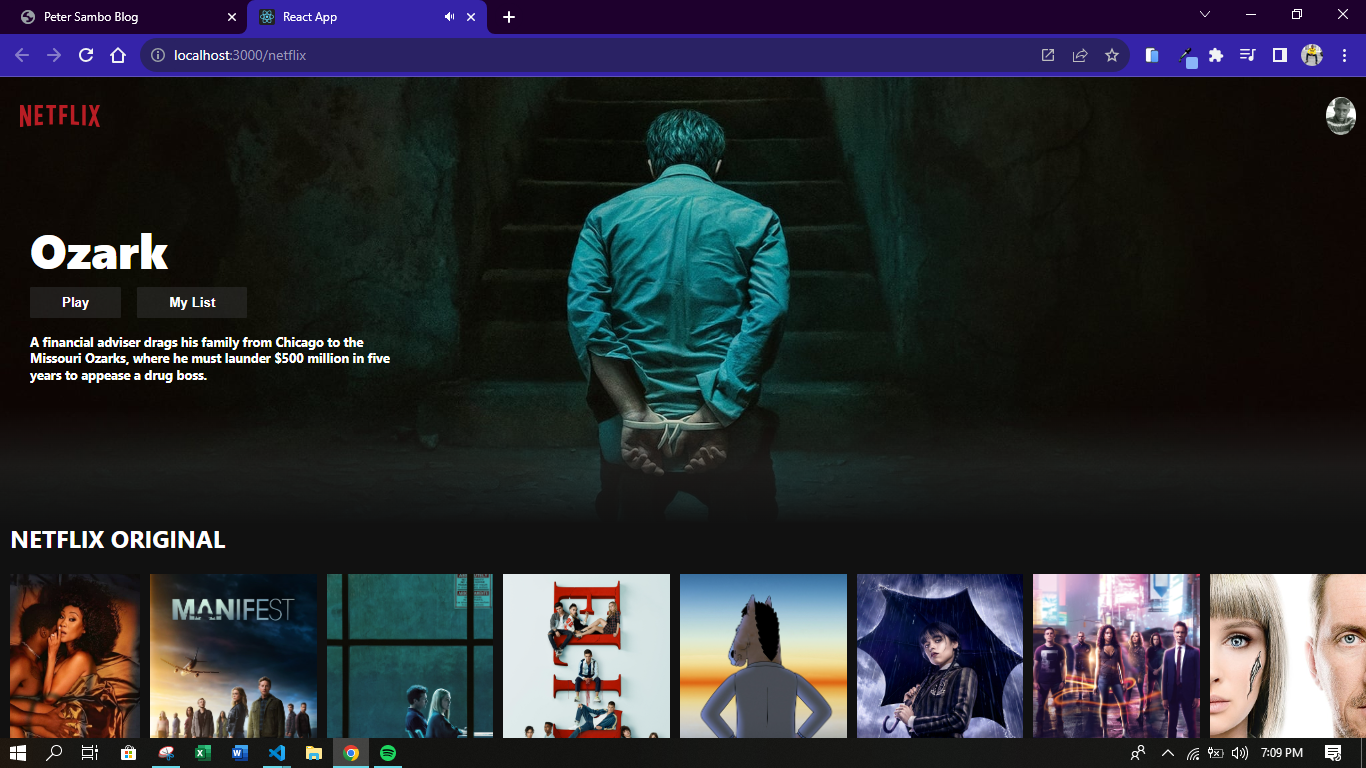 Peter Sambo Blog
React App
localhost:3000/netflix
NETFLIX
Ozark
Play
My List
A financial adviser drags his family from Chicago to the
Missouri Ozarks, where he must launder $500 million in five
years to appease a drug boss.
NETFLIX ORIGINAL
MANIFEST
7:09 PM